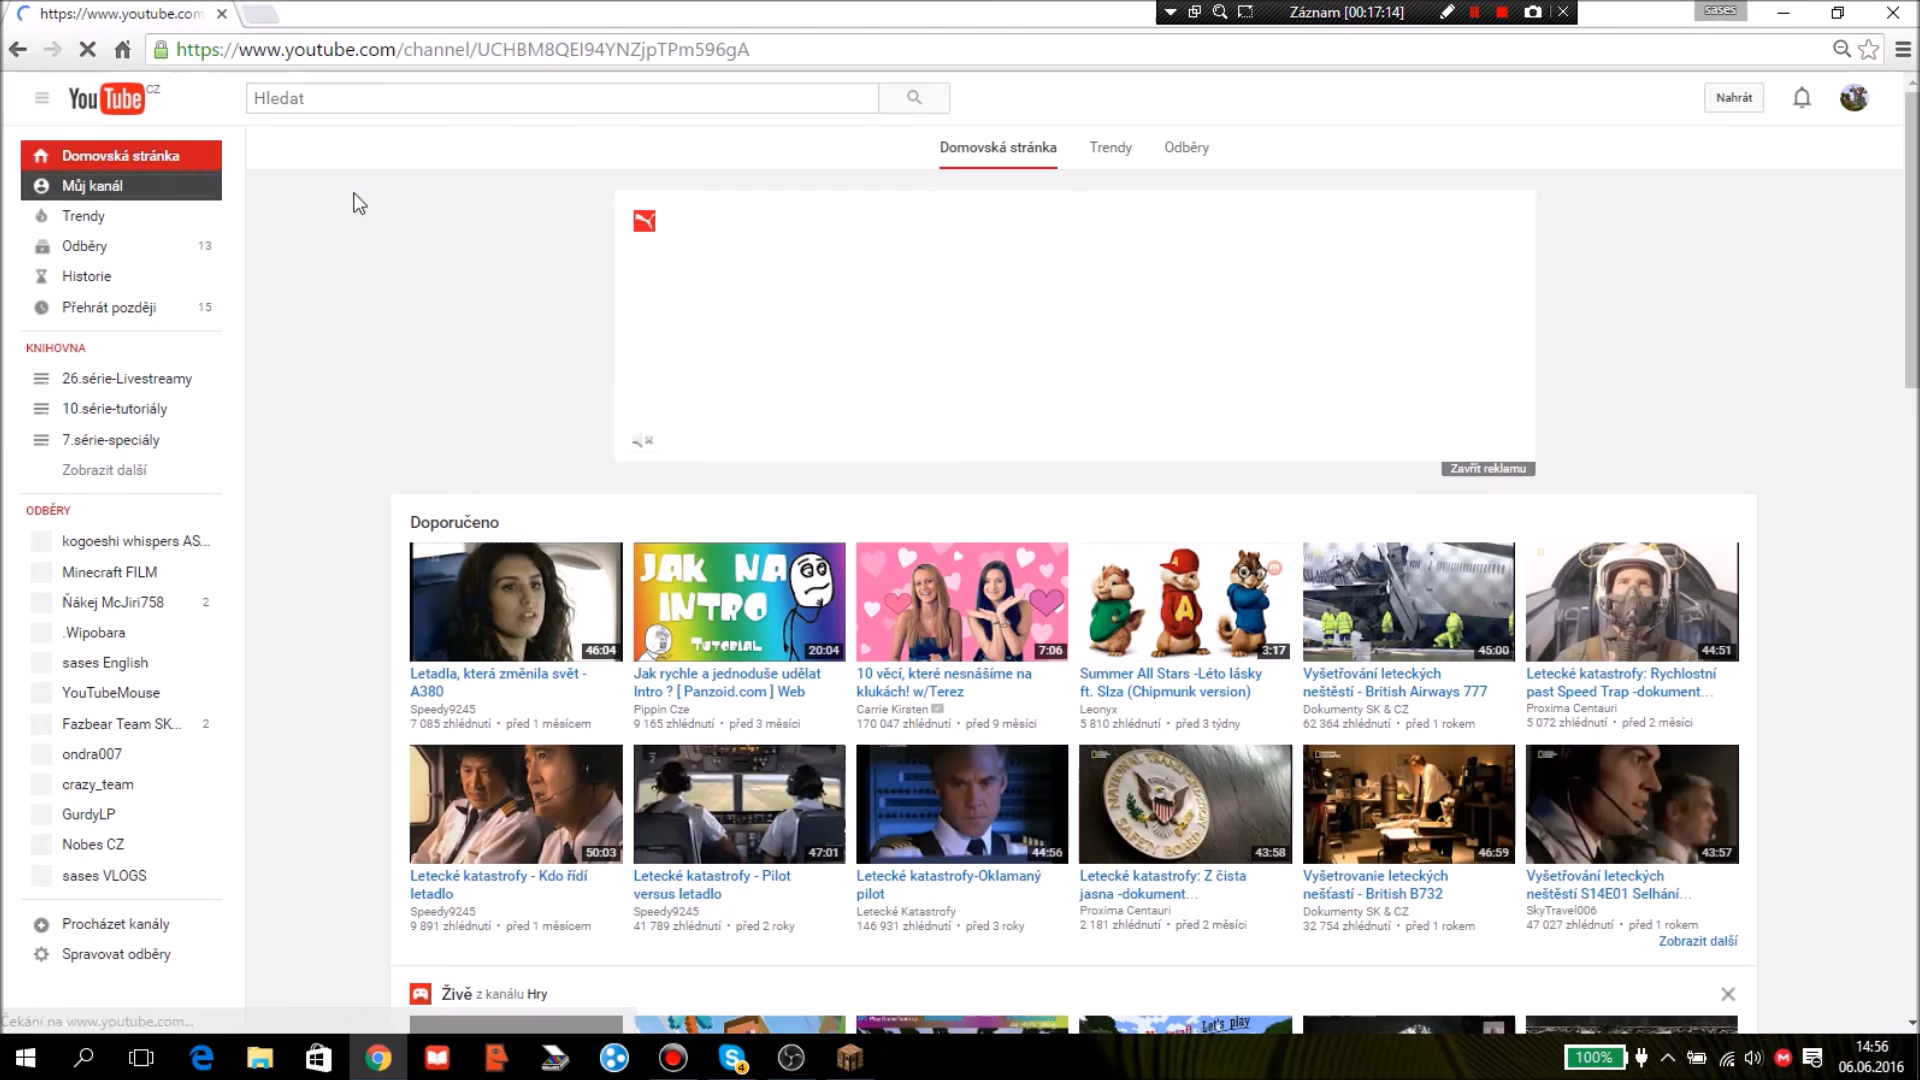 https://www.youtube.com
Záznam [00:17:14]
sases
https://www.youtube.com/channel/UCHBM8QEI94YNZjpTPm596gA
YouTube CZ
Hledat
Nahrát
Domovská stránka
Trendy
Odběry
Domovská stránka
Můj kanál
Trendy
Odběry 13
Historie
Přehrát později 15
KNIHOVNA
26.série-Livestreamy
10.série-tutoriály
7.série-speciály
Zobrazit další
ODBĚRY
kogoeshi whispers AS...
Minecraft FILM
Ňákej McJiri758 2
.Wipobara
sases English
YouTubeMouse
Fazbear Team SK... 2
ondra007
crazy_team
GurdyLP
Nobes CZ
sases VLOGS
Procházet kanály
Spravovat odběry
Čekání na www.youtube.com...
Zavřít reklamu
Doporučeno
46:04
JAK NA
INTRO
TUTORIAL
20:04
7:06
A
3:17
45:00
44:51
Letadla, která změnila svět -
A380
Speedy9245
7 085 zhlédnutí • před 1 měsícem
Jak rychle a jednoduše udělat
Intro ? [ Panzoid.com ] Web
Pippin Cze
9 165 zhlédnutí • před 3 měsíci
10 věcí, které nesnášíme na
klukách! w/Terez
Carrie Kirsten
170 047 zhlédnutí • před 9 měsíci
Summer All Stars -Léto lásky
ft. Slza (Chipmunk version)
Leonyx
5 810 zhlédnutí • před 3 týdny
Vyšetřování leteckých
neštěstí - British Airways 777
Dokumenty SK & CZ
62 364 zhlédnutí • před 1 rokem
Letecké katastrofy: Rychlostní
past Speed Trap -dokument...
Proxima Centauri
5 072 zhlédnutí • před 2 měsíci
50:03
47:01
44:56
NATIONAL TRANSPORTATION
SAFETY BOARD
43:58
46:59
43:57
Letecké katastrofy - Kdo řídí
letadlo
Speedy9245
9 891 zhlédnutí • před 1 měsícem
Letecké katastrofy - Pilot
versus letadlo
Speedy9245
41 789 zhlédnutí • před 2 roky
Letecké katastrofy-Oklamaný
pilot
Letecké Katastrofy
146 931 zhlédnutí • před 3 roky
Letecké katastrofy: Z čista
jasna -dokument...
Proxima Centauri
2 181 zhlédnutí • před 2 měsíci
Vyšetrovanie leteckých
nešťastí - British B732
Dokumenty SK & CZ
32 754 zhlédnutí • před 1 rokem
Vyšetřování leteckých
neštěstí S14E01 Selhání...
SkyTravel006
47 027 zhlédnutí • před 1 rokem
Zobrazit další
Živě z kanálu Hry
Let's play
4
100%
14:56
06.06.2016